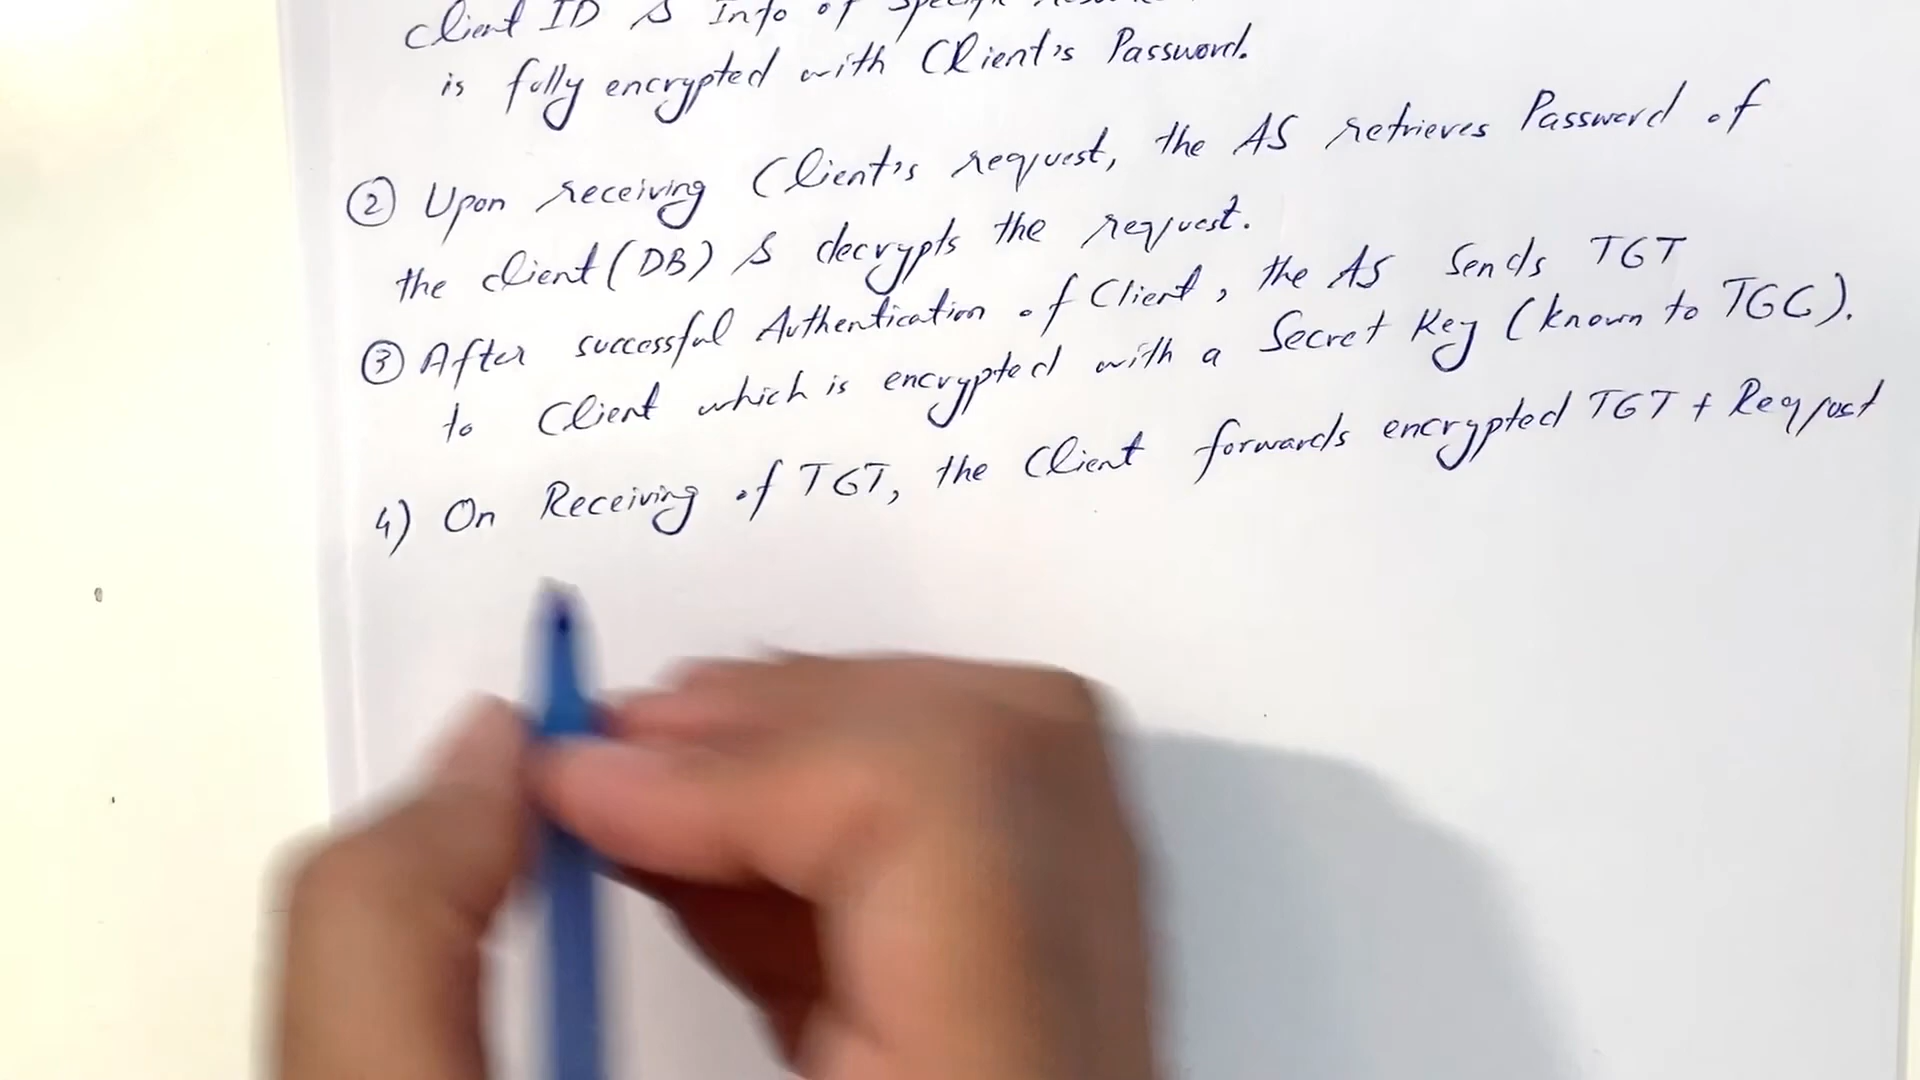 Client ID & Info of specific
is fully encrypted with Client's Password.
② Upon receiving Client's request, the AS retrieves Password of
the client (DB) & decrypts the request.
③ After successful Authentication of Client, the AS Sends TGT
to Client which is encrypted with a Secret Key (known to TGG).
4) On Receiving of TGT, the Client forwards encrypted TGT + Request